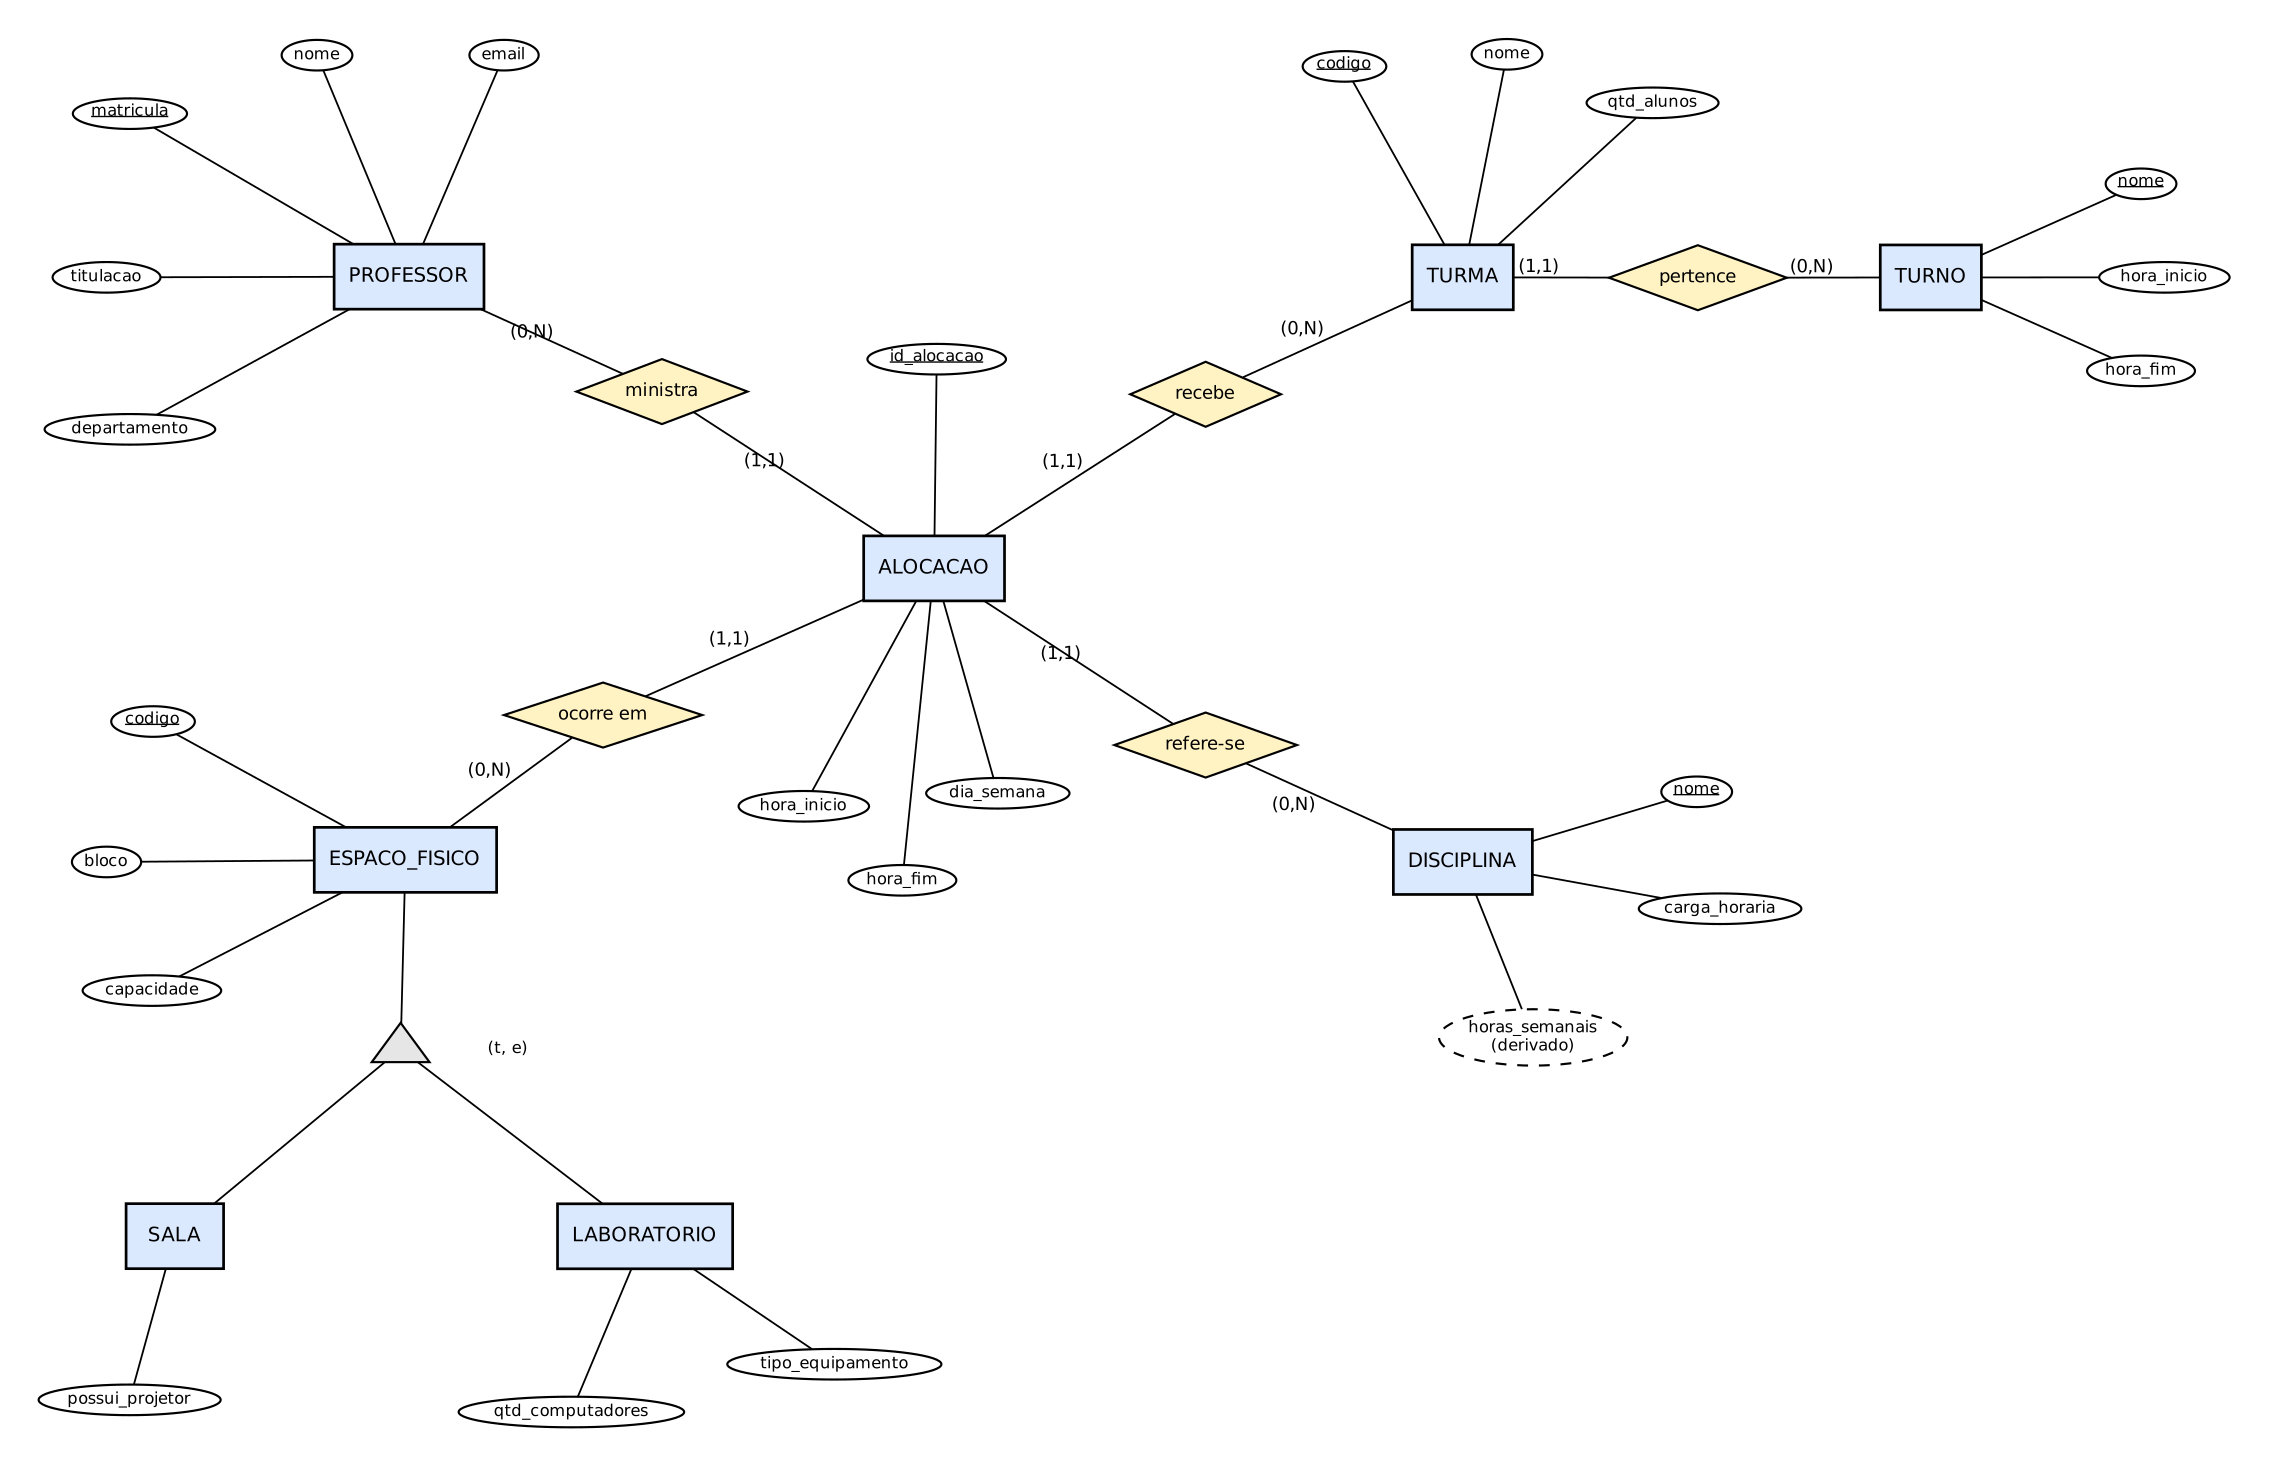 nome
email
matricula
titulacao
PROFESSOR
departamento
(0,N)
ministra
(1,1)
codigo
nome
qtd_alunos
TURMA
(1,1)
pertence
(0,N)
TURNO
nome
hora_inicio
hora_fim
(0,N)
recebe
(1,1)
id_alocacao
ALOCACAO
(1,1)
ocorre em
(0,N)
hora_inicio
hora_fim
dia_semana
(1,1)
refere-se
(0,N)
codigo
bloco
ESPACO_FISICO
capacidade
(t, e)
nome
DISCIPLINA
carga_horaria
horas_semanais
(derivado)
SALA
LABORATORIO
possui_projetor
qtd_computadores
tipo_equipamento